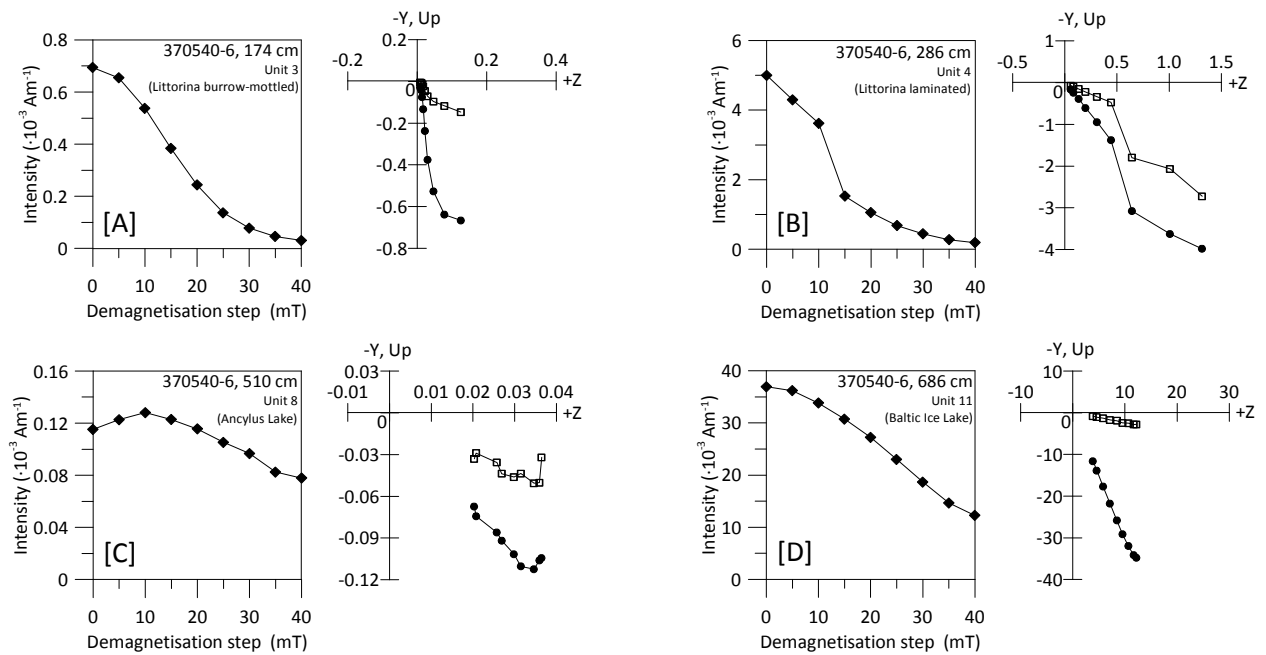 370540-6, 174 cm
Unit 3
(Littorina burrow-mottled)
[A]
Intensity (·10⁻³ Am⁻¹)
0.8
0.6
0.4
0.2
0
0 10 20 30 40
Demagnetisation step (mT)
-Y, Up
0.2
-0.2 0.2 0.4
+Z
0
-0.2
-0.4
-0.6
-0.8
370540-6, 286 cm
Unit 4
(Littorina laminated)
[B]
Intensity (·10⁻³ Am⁻¹)
6
4
2
0
0 10 20 30 40
Demagnetisation step (mT)
-Y, Up
1
-0.5 0.5 1 1.5
+Z
0
-1
-2
-3
-4
370540-6, 510 cm
Unit 8
(Ancylus Lake)
[C]
Intensity (·10⁻³ Am⁻¹)
0.16
0.12
0.08
0.04
0
0 10 20 30 40
Demagnetisation step (mT)
-Y, Up
0.03
-0.01 0.01 0.02 0.03 0.04
+Z
0
-0.03
-0.06
-0.09
-0.12
370540-6, 686 cm
Unit 11
(Baltic Ice Lake)
[D]
Intensity (·10⁻³ Am⁻¹)
40
30
20
10
0
0 10 20 30 40
Demagnetisation step (mT)
-Y, Up
10
-10 10 20 30
+Z
0
-10
-20
-30
-40